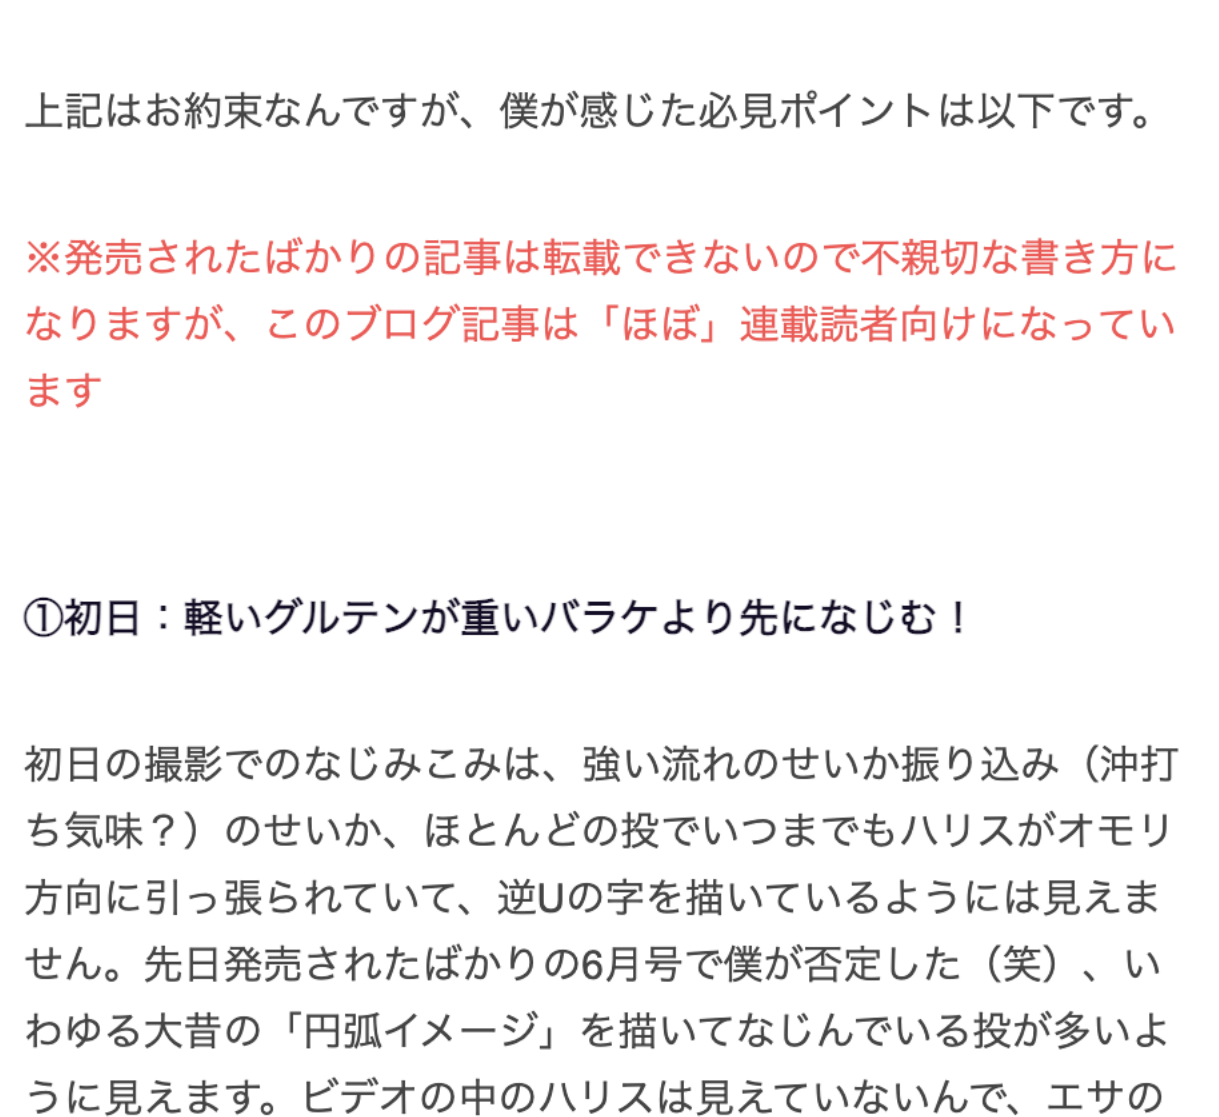 上記はお約束なんですが、僕が感じた必見ポイントは以下です。
※発売されたばかりの記事は転載できないので不親切な書き方に
なりますが、このブログ記事は「ほぼ」連載読者向けになってい
ます
①初日：軽いグルテンが重いバラケより先になじむ！
初日の撮影でのなじみこみは、強い流れのせいか振り込み（沖打
ち気味？）のせいか、ほとんどの投でいつまでもハリスがオモリ
方向に引っ張られていて、逆Uの字を描いているようには見えま
せん。先日発売されたばかりの6月号で僕が否定した（笑）、い
わゆる大昔の「円弧イメージ」を描いてなじんでいる投が多いよ
うに見えます。ビデオの中のハリスは見えていないんで、エサの